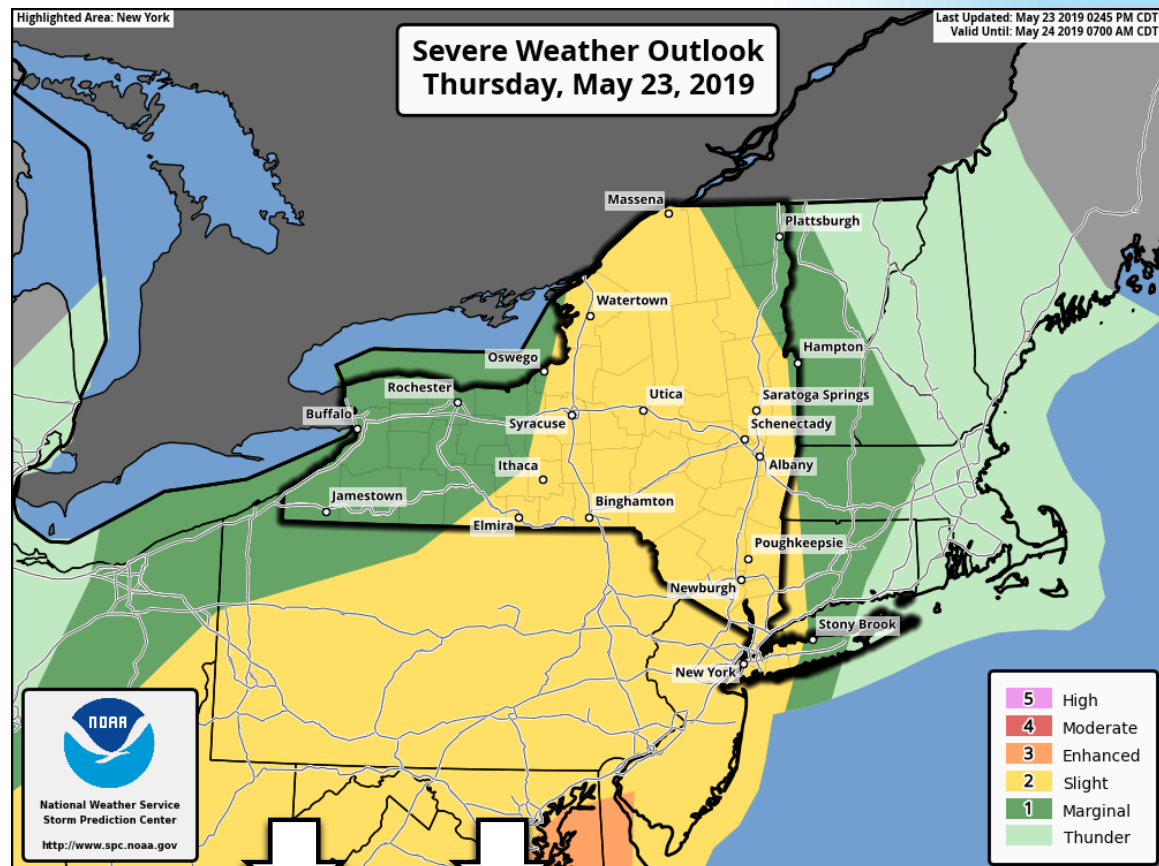 Highlighted Area: New York
Last Updated: May 23 2019 0245 PM CDT
Valid Until: May 24 2019 0700 AM CDT
Severe Weather Outlook
Thursday, May 23, 2019
Massena
Plattsburgh
Watertown
Hampton
Oswego
Rochester
Utica
Saratoga Springs
Buffalo
Syracuse
Schenectady
Ithaca
Albany
Jamestown
Binghamton
Elmira
Poughkeepsie
Newburgh
Stony Brook
New York
NOAA
National Weather Service
Storm Prediction Center
http://www.spc.noaa.gov
5 High
4 Moderate
3 Enhanced
2 Slight
1 Marginal
Thunder